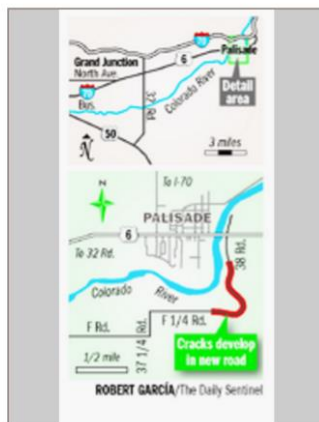 70
Palisade
Grand Junction
North Ave
6
70
Bus.
Colorado River
Detail
area
50
N
3 miles
N
To I-70
PALISADE
6
To 32 Rd.
38 Rd.
Colorado
River
F 1/4 Rd.
F Rd.
37 1/4 Rd.
Cracks develop
in new road
1/2 mile
ROBERT GARCÍA/The Daily Sentinel